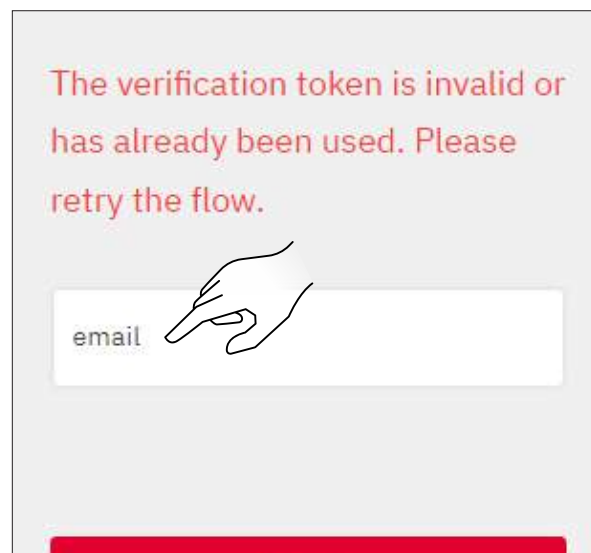 The verification token is invalid or
has already been used. Please
retry the flow.
email